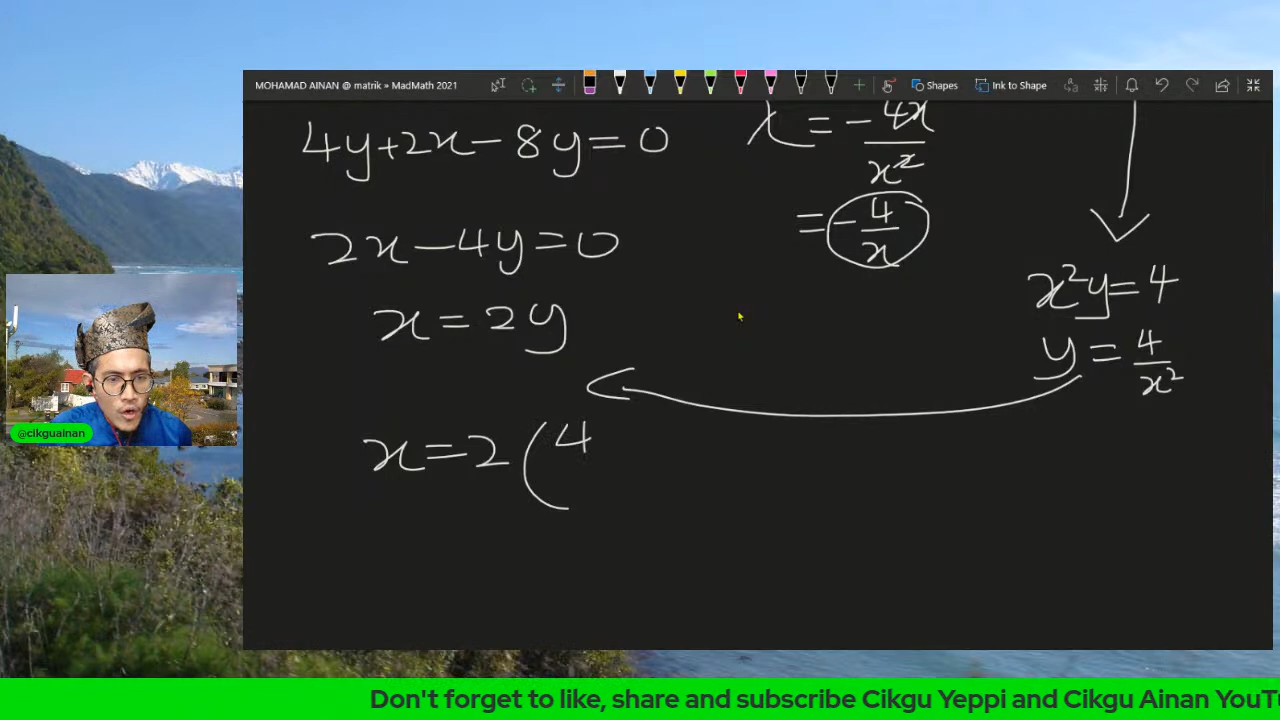 MOHAMAD AINAN @ matrik » MadMath 2021
Shapes
Ink to Shape
4y+2x-8y=0
2x-4y=0
x=2y
x=2(4
λ=-4x/x²
=-4/x
x²y=4
y=4/x²
@cikguainan
Don't forget to like, share and subscribe Cikgu Yeppi and Cikgu Ainan YouT